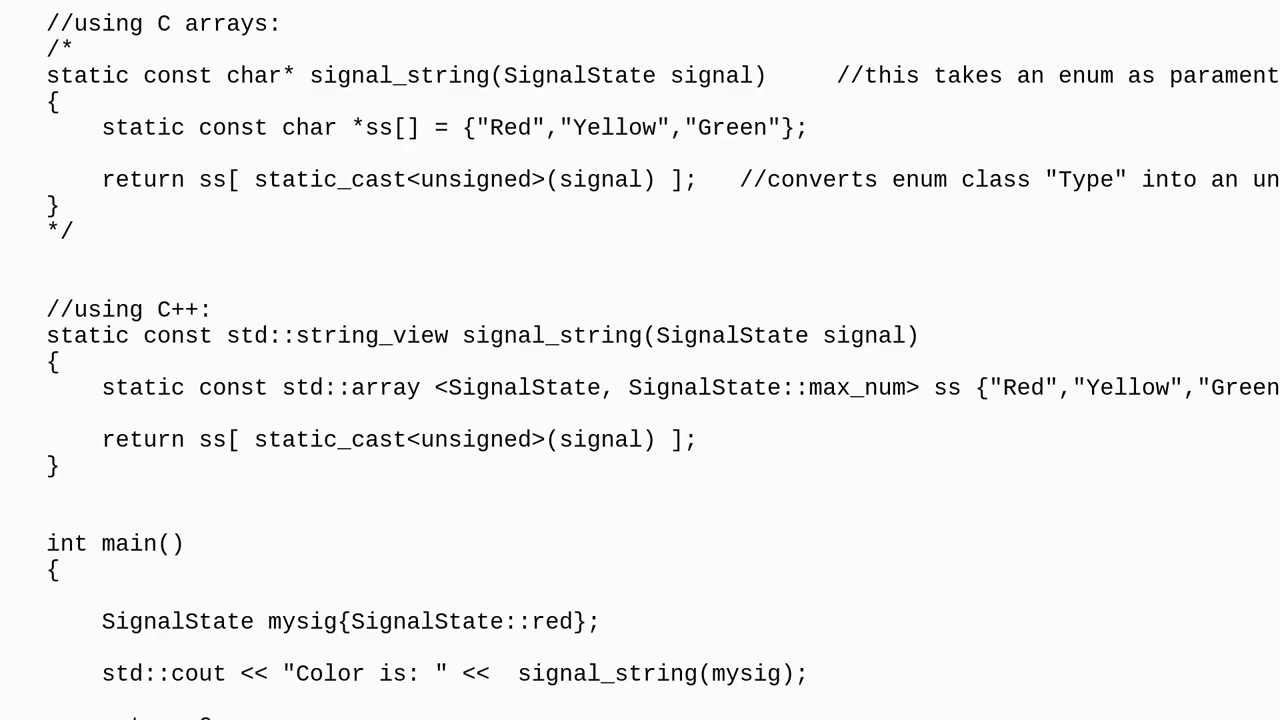 //using C arrays:
/*
static const char* signal_string(SignalState signal)     //this takes an enum as parament
{
    static const char *ss[] = {"Red","Yellow","Green"};
    return ss[ static_cast<unsigned>(signal) ];   //converts enum class "Type" into an un
}
*/
//using C++:
static const std::string_view signal_string(SignalState signal)
{
    static const std::array <SignalState, SignalState::max_num> ss {"Red","Yellow","Green
    return ss[ static_cast<unsigned>(signal) ];
}
int main()
{
    SignalState mysig{SignalState::red};
    std::cout << "Color is: " <<  signal_string(mysig);